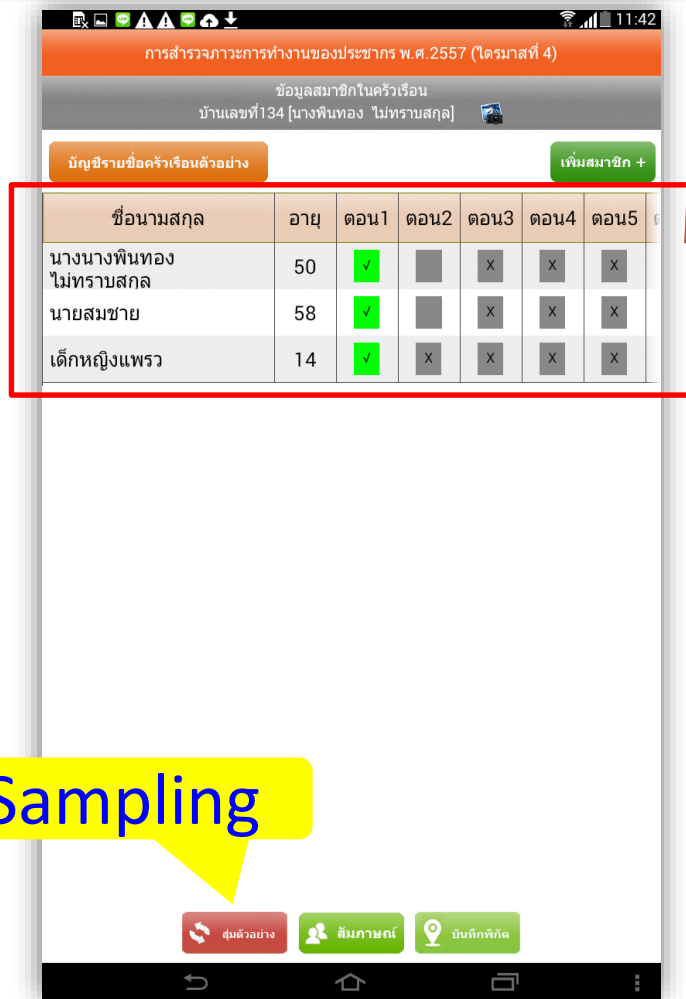 11:42
การสำรวจภาวะการทำงานของประชากร พ.ศ.2557 (ไตรมาสที่ 4)
ข้อมูลสมาชิกในครัวเรือน
บ้านเลขที่134 [นางพินทอง ไม่ทราบสกุล]
บัญชีรายชื่อครัวเรือนตัวอย่าง เพิ่มสมาชิก +
ชื่อนามสกุล อายุ ตอน1 ตอน2 ตอน3 ตอน4 ตอน5
นางนางพินทอง
ไม่ทราบสกุล 50 √ X X X
นายสมชาย 58 √ X X X
เด็กหญิงแพรว 14 √ X X X X
Sampling
สุ่มตัวอย่าง สัมภาษณ์ บันทึกพิกัด